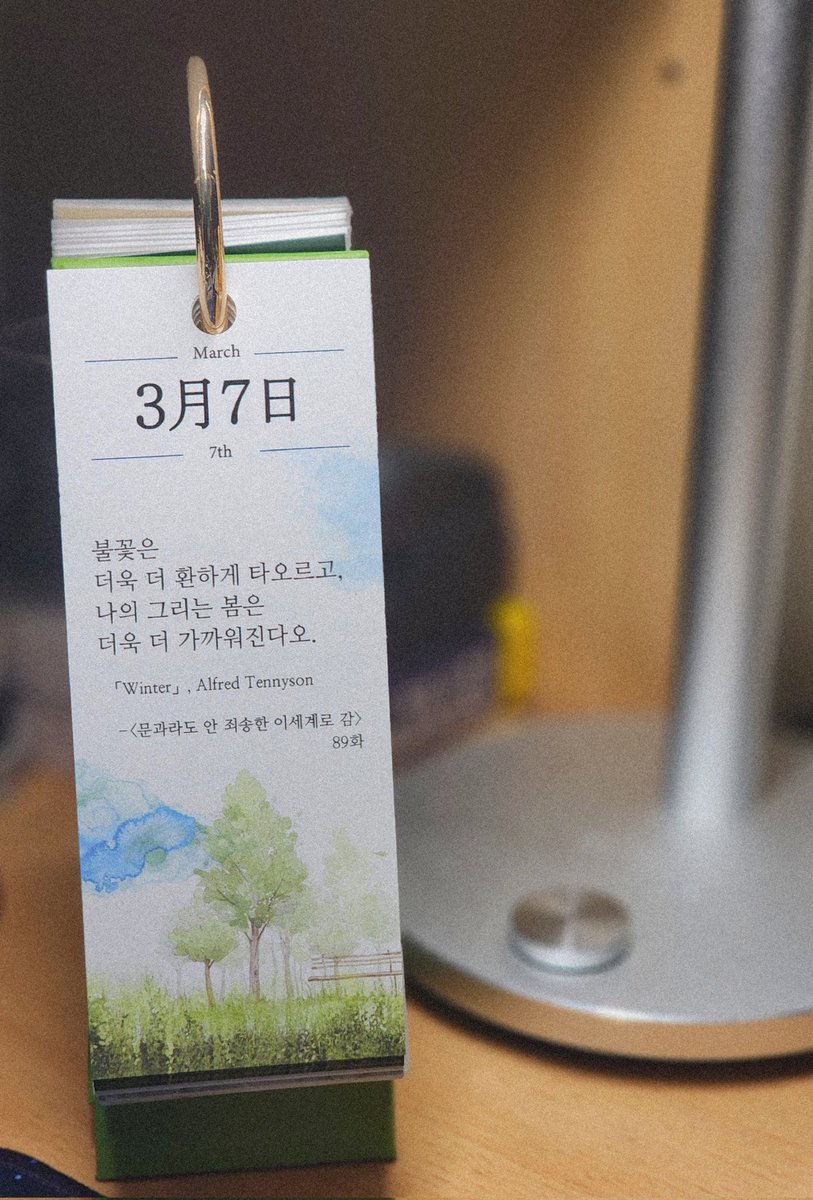 March
3月7日
7th
불꽃은
더욱 더 환하게 타오르고,
나의 그리는 봄은
더욱 더 가까워진다오.
「Winter」, Alfred Tennyson
-〈문과라도 안 죄송한 이세계로 감〉
89화